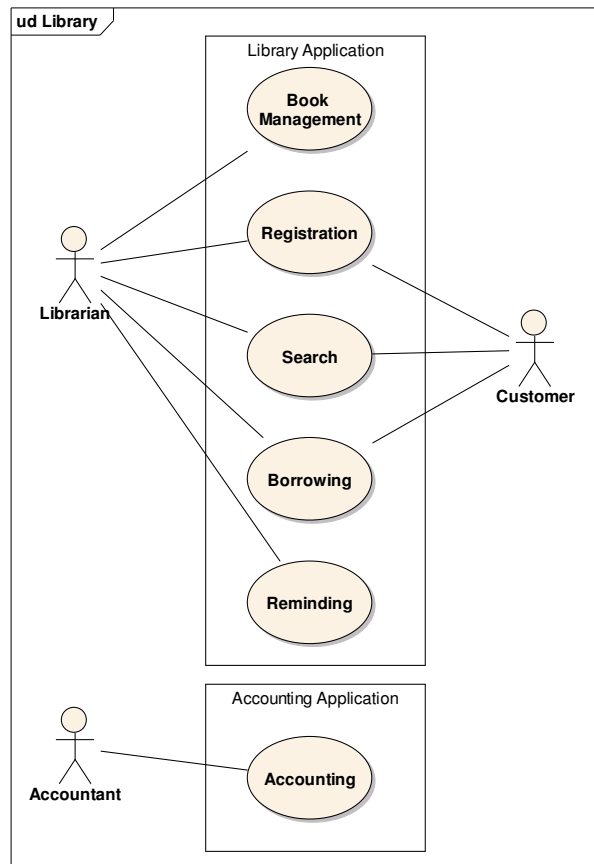 ud Library
Library Application
Book
Management
Registration
Librarian
Search
Customer
Borrowing
Reminding
Accounting Application
Accounting
Accountant